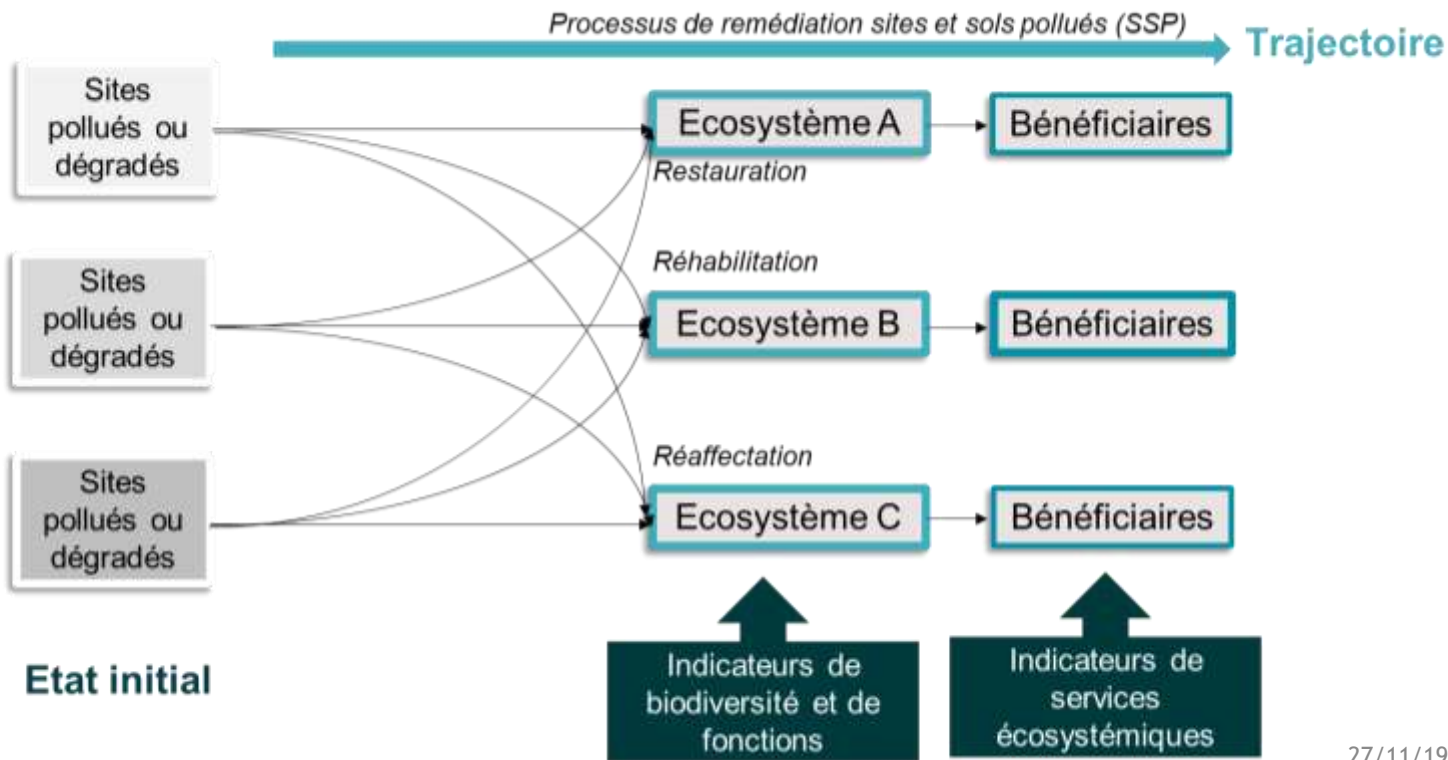 Processus de remédiation sites et sols pollués (SSP)
Trajectoire
Sites
pollués ou
dégradés
Ecosystème A
Bénéficiaires
Restauration
Sites
pollués ou
dégradés
Réhabilitation
Ecosystème B
Bénéficiaires
Sites
pollués ou
dégradés
Réaffectation
Ecosystème C
Bénéficiaires
Etat initial
Indicateurs de
biodiversité et de
fonctions
Indicateurs de
services
écosystémiques
27/11/19